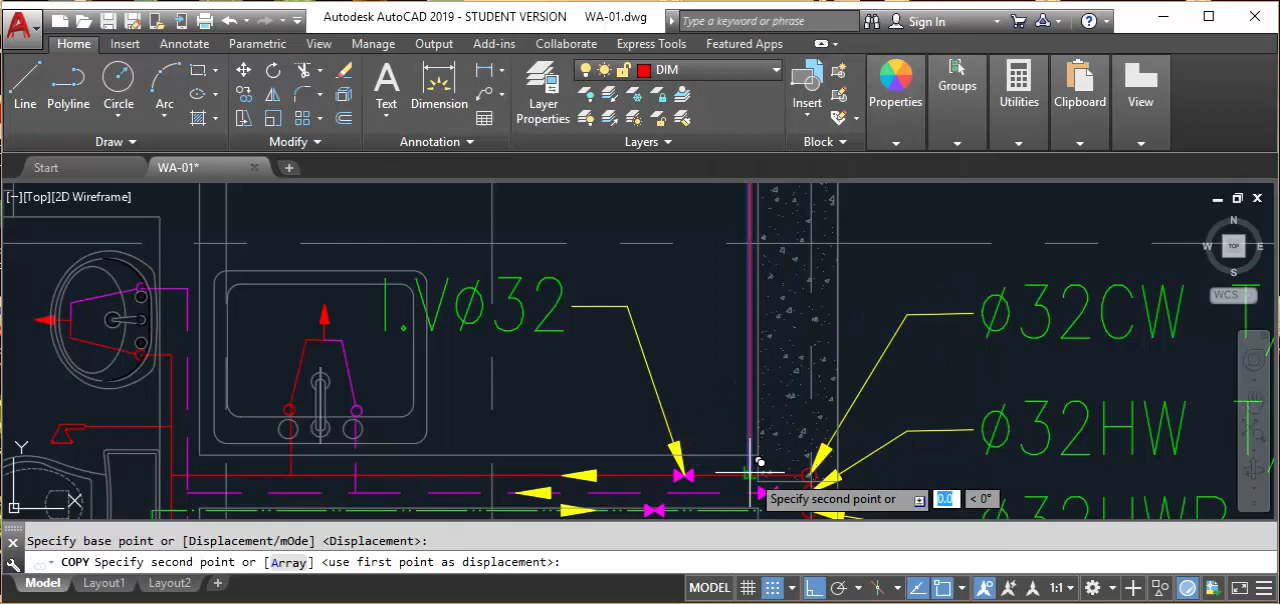 Autodesk AutoCAD 2019 - STUDENT VERSION WA-01.dwg
Type a keyword or phrase
Sign In
Home Insert Annotate Parametric View Manage Output Add-ins Collaborate Express Tools Featured Apps
DIM
Line Polyline Circle Arc
Text Dimension
Layer Properties
Insert
Properties Groups Utilities Clipboard View
Draw Modify Annotation Layers Block
Start WA-01* +
[−][Top][2D Wireframe]
N
W TOP E
S
WCS
I.Vø32
ø32CW T
ø32HW T
ø32HWR
Y
X
Specify second point or 0.0 < 0°
Specify base point or [Displacement/mOde] <Displacement>:
COPY Specify second point or [Array] <use first point as displacement>:
Model Layout1 Layout2 +
MODEL 1:1